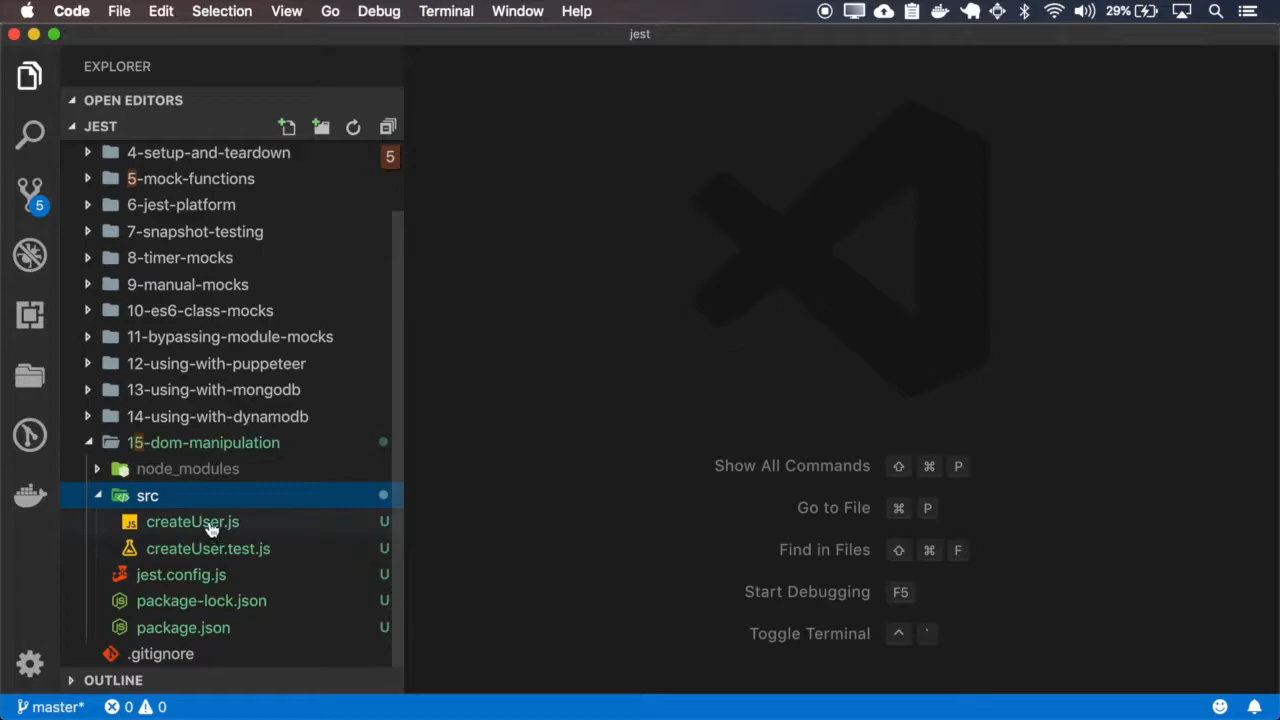 Code File Edit Selection View Go Debug Terminal Window Help 29%
jest
EXPLORER
OPEN EDITORS
JEST
4-setup-and-teardown 5
5-mock-functions
6-jest-platform
7-snapshot-testing
8-timer-mocks
9-manual-mocks
10-es6-class-mocks
11-bypassing-module-mocks
12-using-with-puppeteer
13-using-with-mongodb
14-using-with-dynamodb
15-dom-manipulation
node_modules
src
createUser.js U
createUser.test.js U
jest.config.js U
package-lock.json U
package.json U
.gitignore
OUTLINE
5
Show All Commands ⇧ ⌘ P
Go to File ⌘ P
Find in Files ⇧ ⌘ F
Start Debugging F5
Toggle Terminal ^ `
master* 0 0